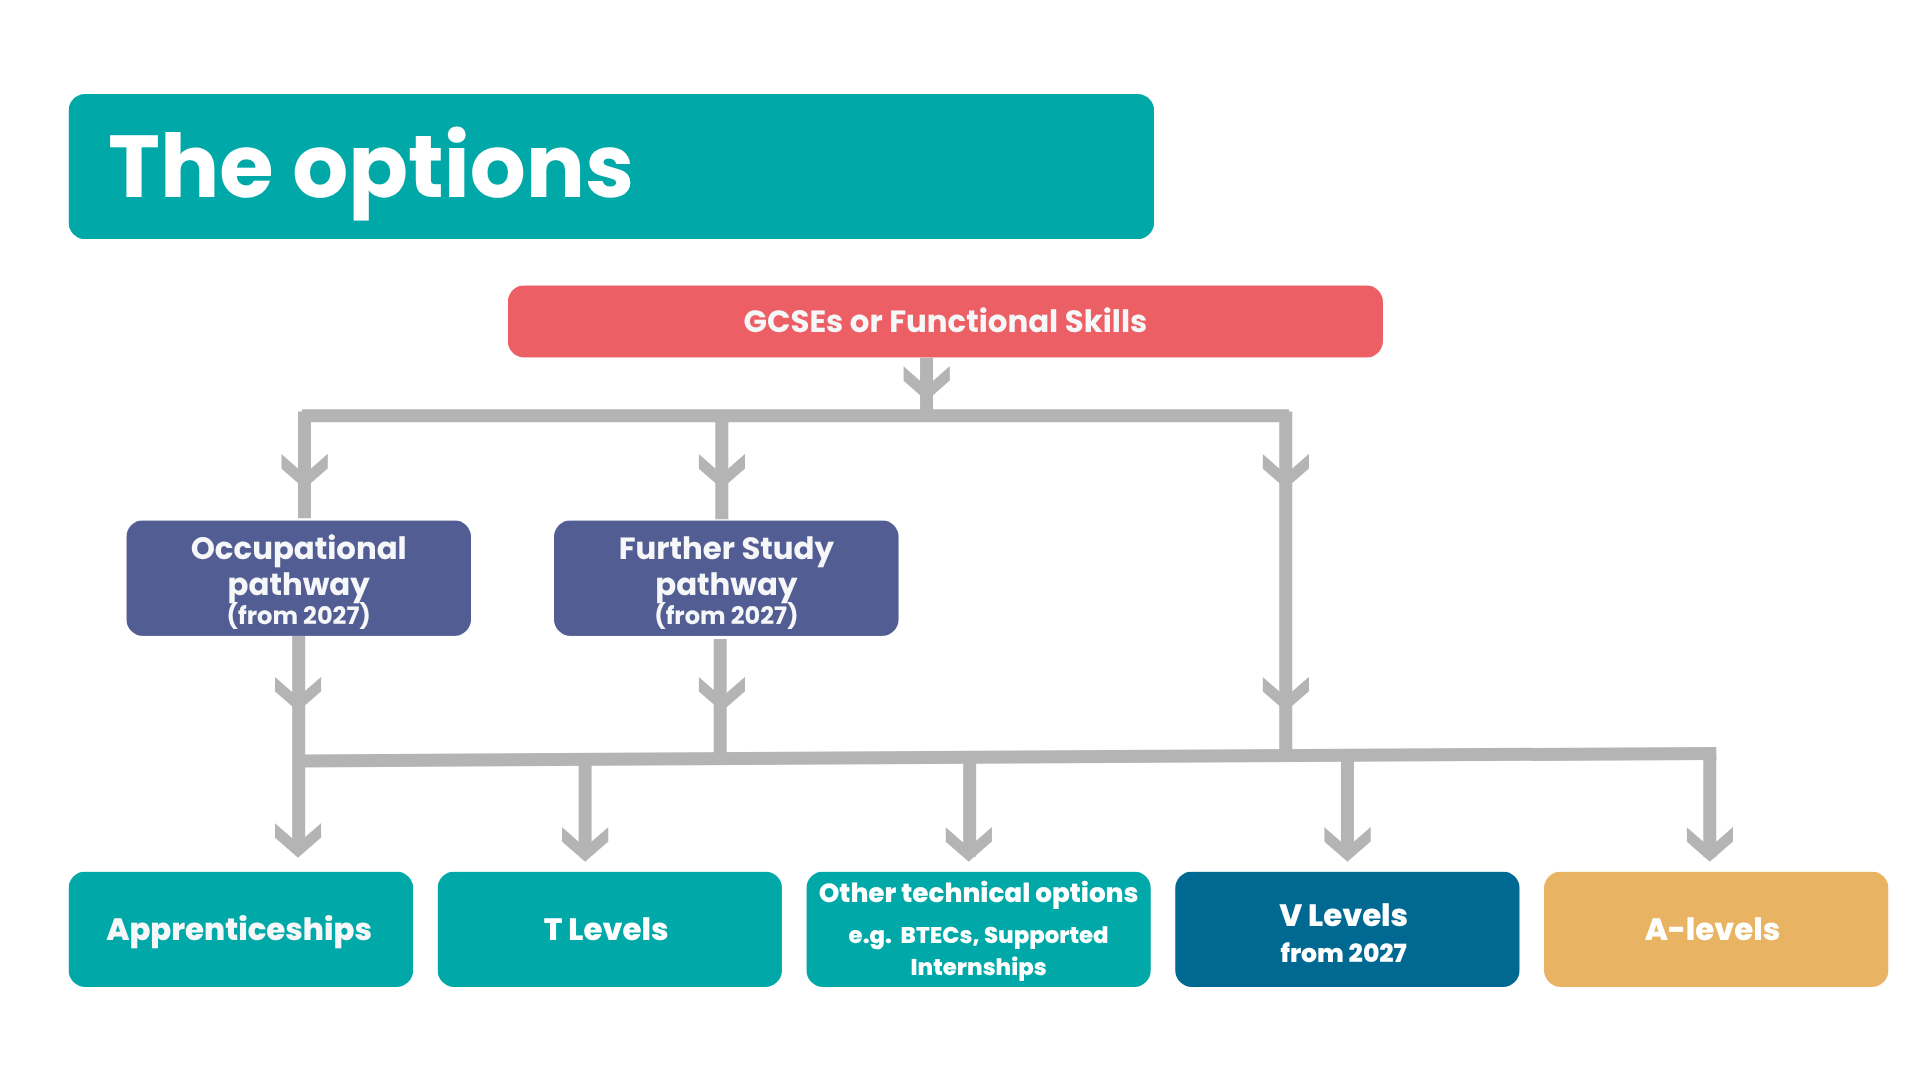 The options
GCSEs or Functional Skills
Occupational
pathway
(from 2027)
Further Study
pathway
(from 2027)
Apprenticeships
T Levels
Other technical options
e.g. BTECs, Supported
Internships
V Levels
from 2027
A-levels